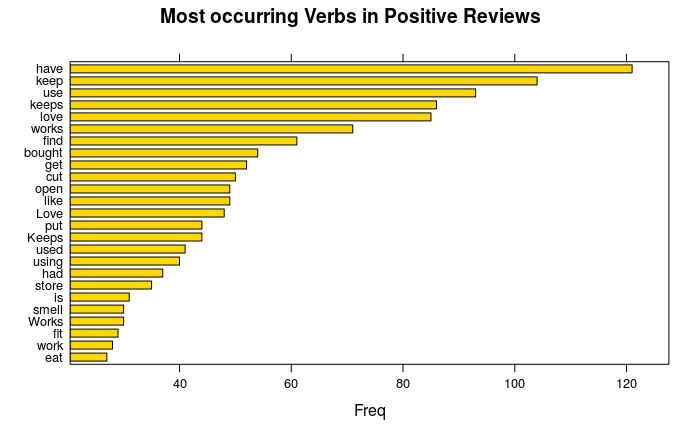 Most occurring Verbs in Positive Reviews
have
keep
use
keeps
love
works
find
bought
get
cut
open
like
Love
put
Keeps
used
using
had
store
is
smell
Works
fit
work
eat
40 60 80 100 120
Freq